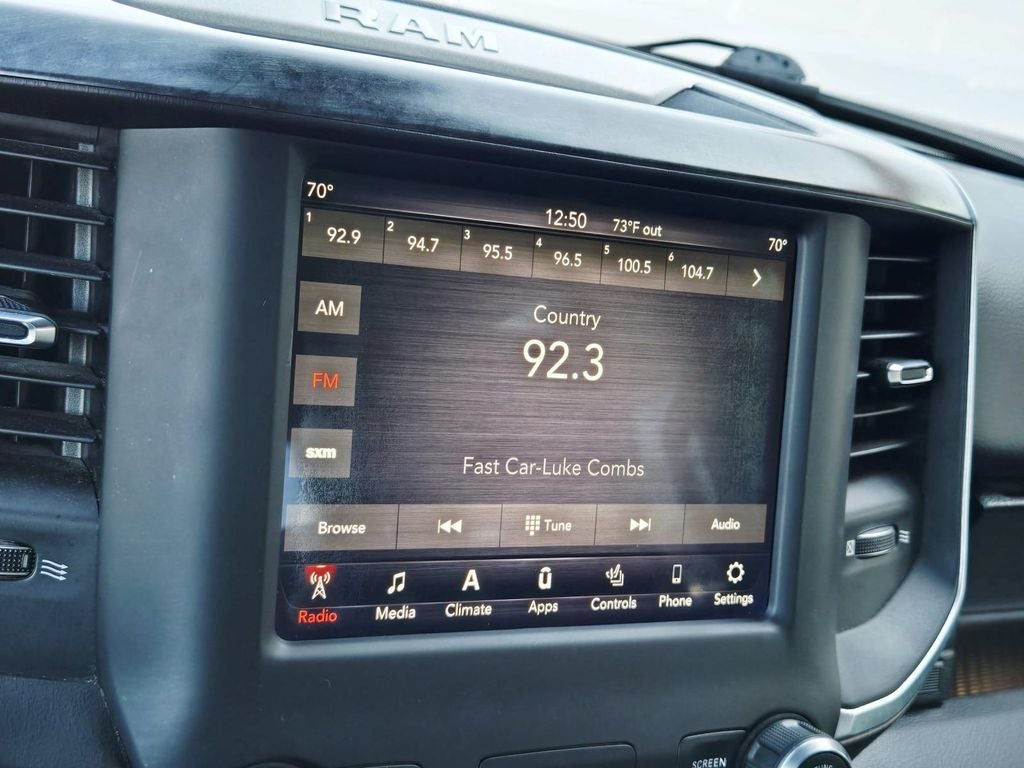 RAM
70°
12:50 73°F out
70°
1 92.9 2 94.7 3 95.5 4 96.5 5 100.5 6 104.7
AM
Country
92.3
FM
sxm
Fast Car-Luke Combs
Browse Tune Audio
Radio Media Climate Apps Controls Phone Settings
SCREEN